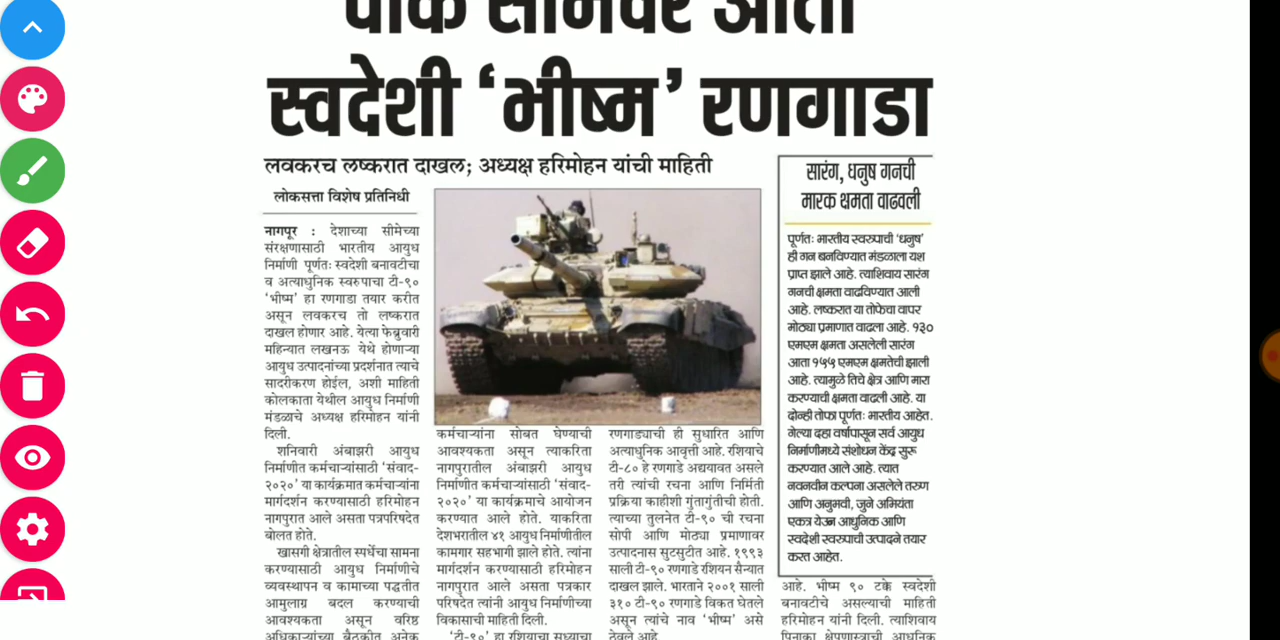 पाक सीमेवर आता
स्वदेशी ‘भीष्म’ रणगाडा
लवकरच लष्करात दाखल; अध्यक्ष हरिमोहन यांची माहिती
लोकसत्ता विशेष प्रतिनिधी
नागपूर : देशाच्या सीमेच्या
संरक्षणासाठी भारतीय आयुध
निर्माणी पूर्णतः स्वदेशी बनावटीचा
व अत्याधुनिक स्वरुपाचा टी-९०
‘भीष्म’ हा रणगाडा तयार करीत
असून लवकरच तो लष्करात
दाखल होणार आहे. येत्या फेब्रुवारी
महिन्यात लखनऊ येथे होणाऱ्या
आयुध उत्पादनांच्या प्रदर्शनात त्याचे
सादरीकरण होईल, अशी माहिती
कोलकाता येथील आयुध निर्माणी
मंडळाचे अध्यक्ष हरिमोहन यांनी
दिली.
शनिवारी अंबाझरी आयुध
निर्माणीत कर्मचाऱ्यांसाठी ‘संवाद-
२०२०’ या कार्यक्रमात कर्मचाऱ्यांना
मार्गदर्शन करण्यासाठी हरिमोहन
नागपुरात आले असता पत्रपरिषदेत
बोलत होते.
खासगी क्षेत्रातील स्पर्धेचा सामना
करण्यासाठी आयुध निर्माणीचे
व्यवस्थापन व कामाच्या पद्धतीत
आमुलाग्र बदल करण्याची
आवश्यकता असून वरिष्ठ
अधिकाऱ्यांच्या बैठकीत अनेक
कर्मचाऱ्यांना सोबत घेण्याची
आवश्यकता असून त्याकरिता
नागपुरातील अंबाझरी आयुध
निर्माणीत कर्मचाऱ्यांसाठी ‘संवाद-
२०२०’ या कार्यक्रमाचे आयोजन
करण्यात आले होते. याकरिता
देशभरातील ४१ आयुध निर्माणीतील
कामगार सहभागी झाले होते. त्यांना
मार्गदर्शन करण्यासाठी हरिमोहन
नागपुरात आले असता पत्रकार
परिषदेत त्यांनी आयुध निर्माणीच्या
विकासाची माहिती दिली.
‘टी-९०’ हा रशियाचा सध्याचा
रणगाड्याची ही सुधारित आणि
अत्याधुनिक आवृत्ती आहे. रशियाचे
टी-८० हे रणगाडे अद्ययावत असले
तरी त्यांची रचना आणि निर्मिती
प्रक्रिया काहीशी गुंतागुंतीची होती.
त्याच्या तुलनेत टी-९० ची रचना
सोपी आणि मोठ्या प्रमाणावर
उत्पादनास सुटसुटीत आहे. १९९३
साली टी-९० रणगाडे रशियन सैन्यात
दाखल झाले. भारताने २००१ साली
३१० टी-९० रणगाडे विकत घेतले
असून त्यांचे नाव ‘भीष्म’ असे
ठेवले आहे
सारंग, धनुष गनची
मारक क्षमता वाढवली
पूर्णतः भारतीय स्वरुपाची ‘धनुष’
ही गन बनविण्यात मंडळाला यश
प्राप्त झाले आहे. त्याशिवाय सारंग
गनची क्षमता वाढविण्यात आली
आहे. लष्करात या तोफेचा वापर
मोठ्या प्रमाणात वाढला आहे. १३०
एमएम क्षमता असलेली सारंग
आता १५५ एमएम क्षमतेची झाली
आहे. त्यामुळे तिचे क्षेत्र आणि मारा
करण्याची क्षमता वाढली आहे. या
दोन्ही तोफा पूर्णतः भारतीय आहेत.
गेल्या दहा वर्षापासून सर्व आयुध
निर्माणीमध्ये संशोधन केंद्र सुरू
करण्यात आले आहे. त्यात
नवनवीन कल्पना असलेले तरुण
आणि अनुभवी, जुने अभियंता
एकत्र येऊन आधुनिक आणि
स्वदेशी स्वरुपाची उत्पादने तयार
करत आहेत.
आहे. भीष्म ९० टक्के स्वदेशी
बनावटीचे असल्याची माहिती
हरिमोहन यांनी दिली. त्याशिवाय
पिनाका क्षेपणास्त्राची आधुनिक